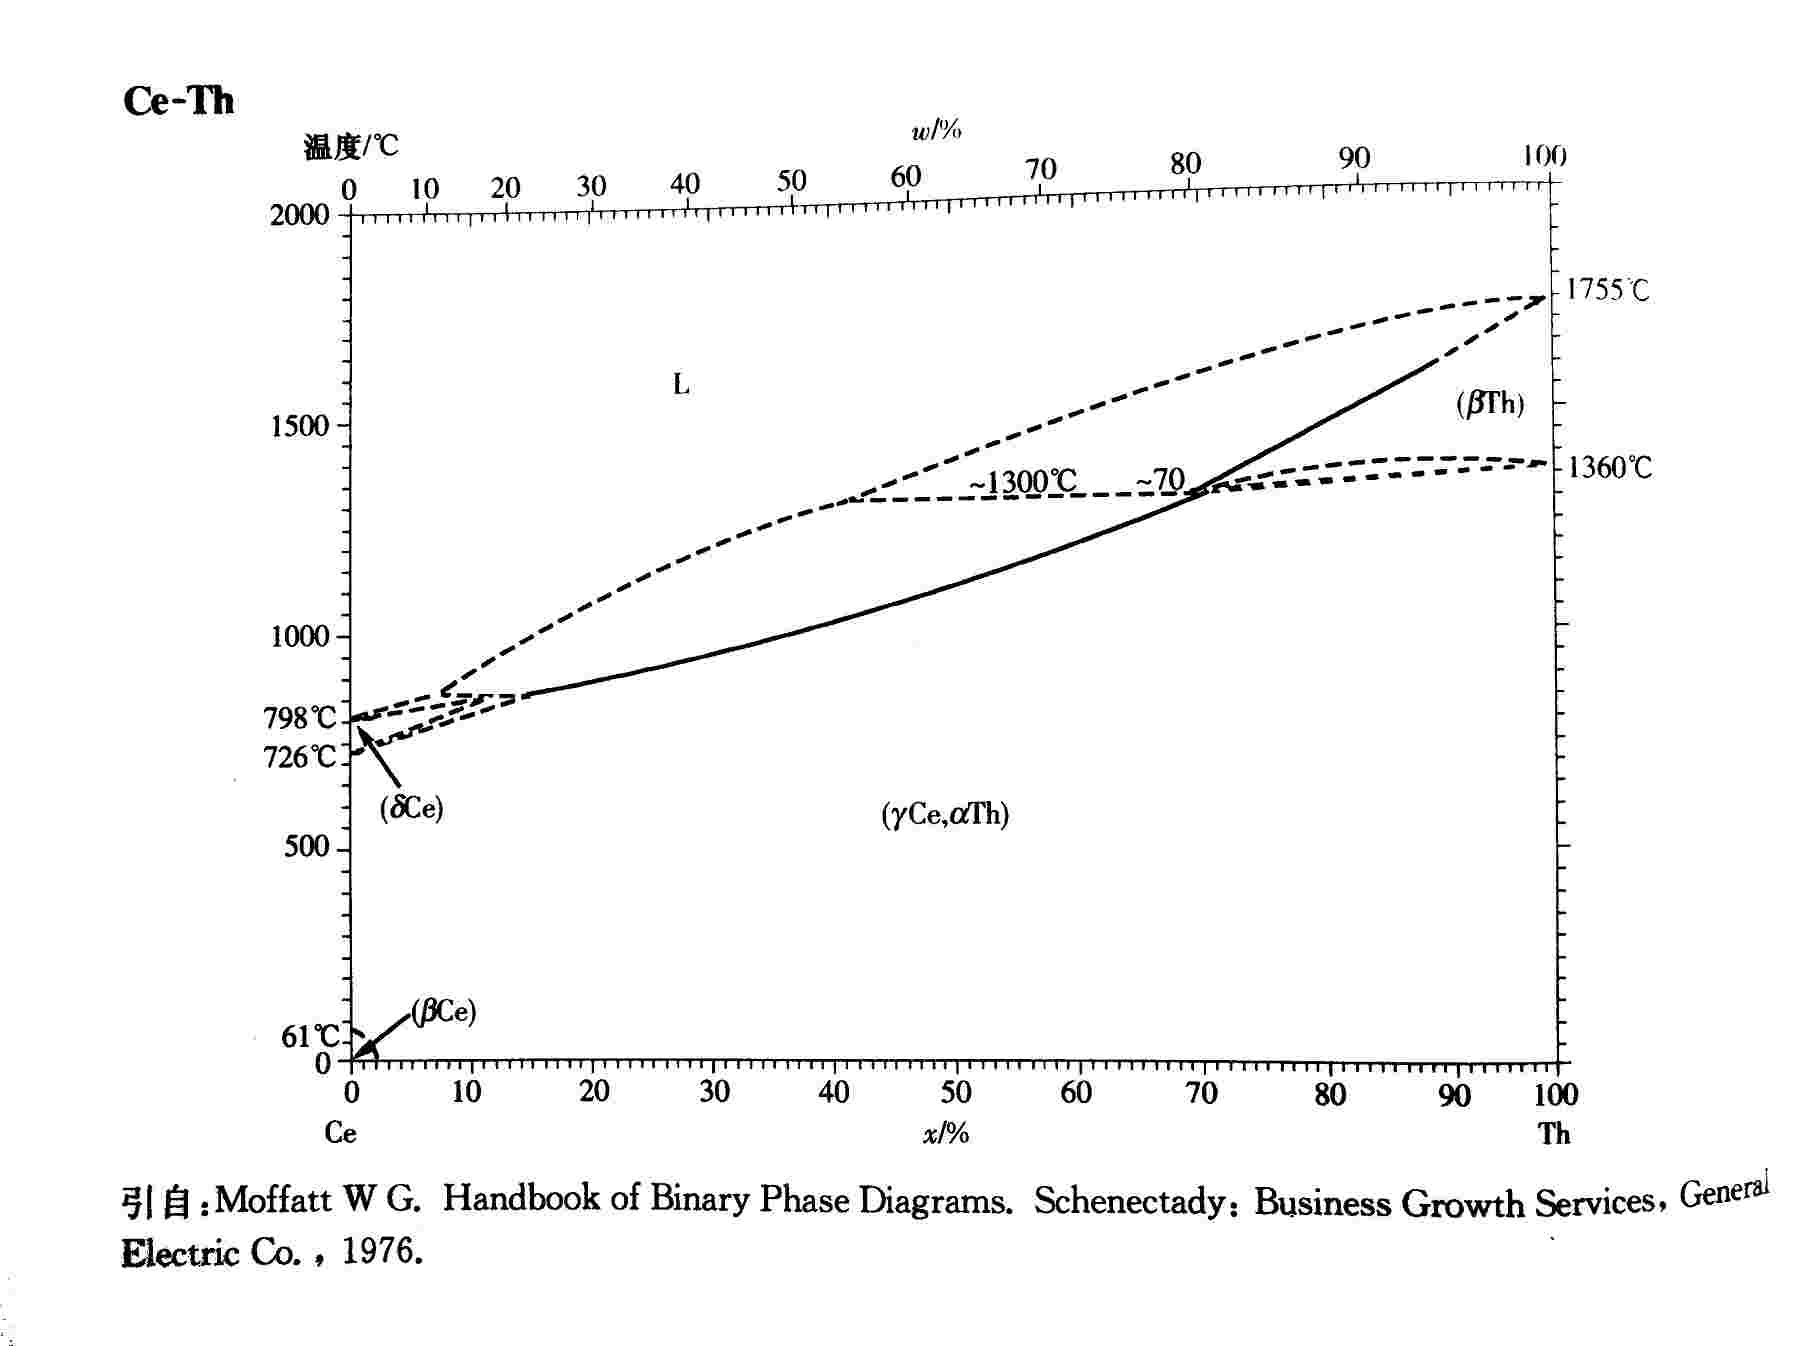 Ce-Th
温度/℃
w/%
0 10 20 30 40 50 60 70 80 90 100
2000
1755℃
L
(βTh)
1500
~1300℃ ~70
1360℃
1000
798℃
726℃
(δCe)
(γCe,αTh)
500
(βCe)
61℃
0
0 10 20 30 40 50 60 70 80 90 100
Ce x/% Th
引自:Moffatt W G. Handbook of Binary Phase Diagrams. Schenectady: Business Growth Services, General
Electric Co., 1976.